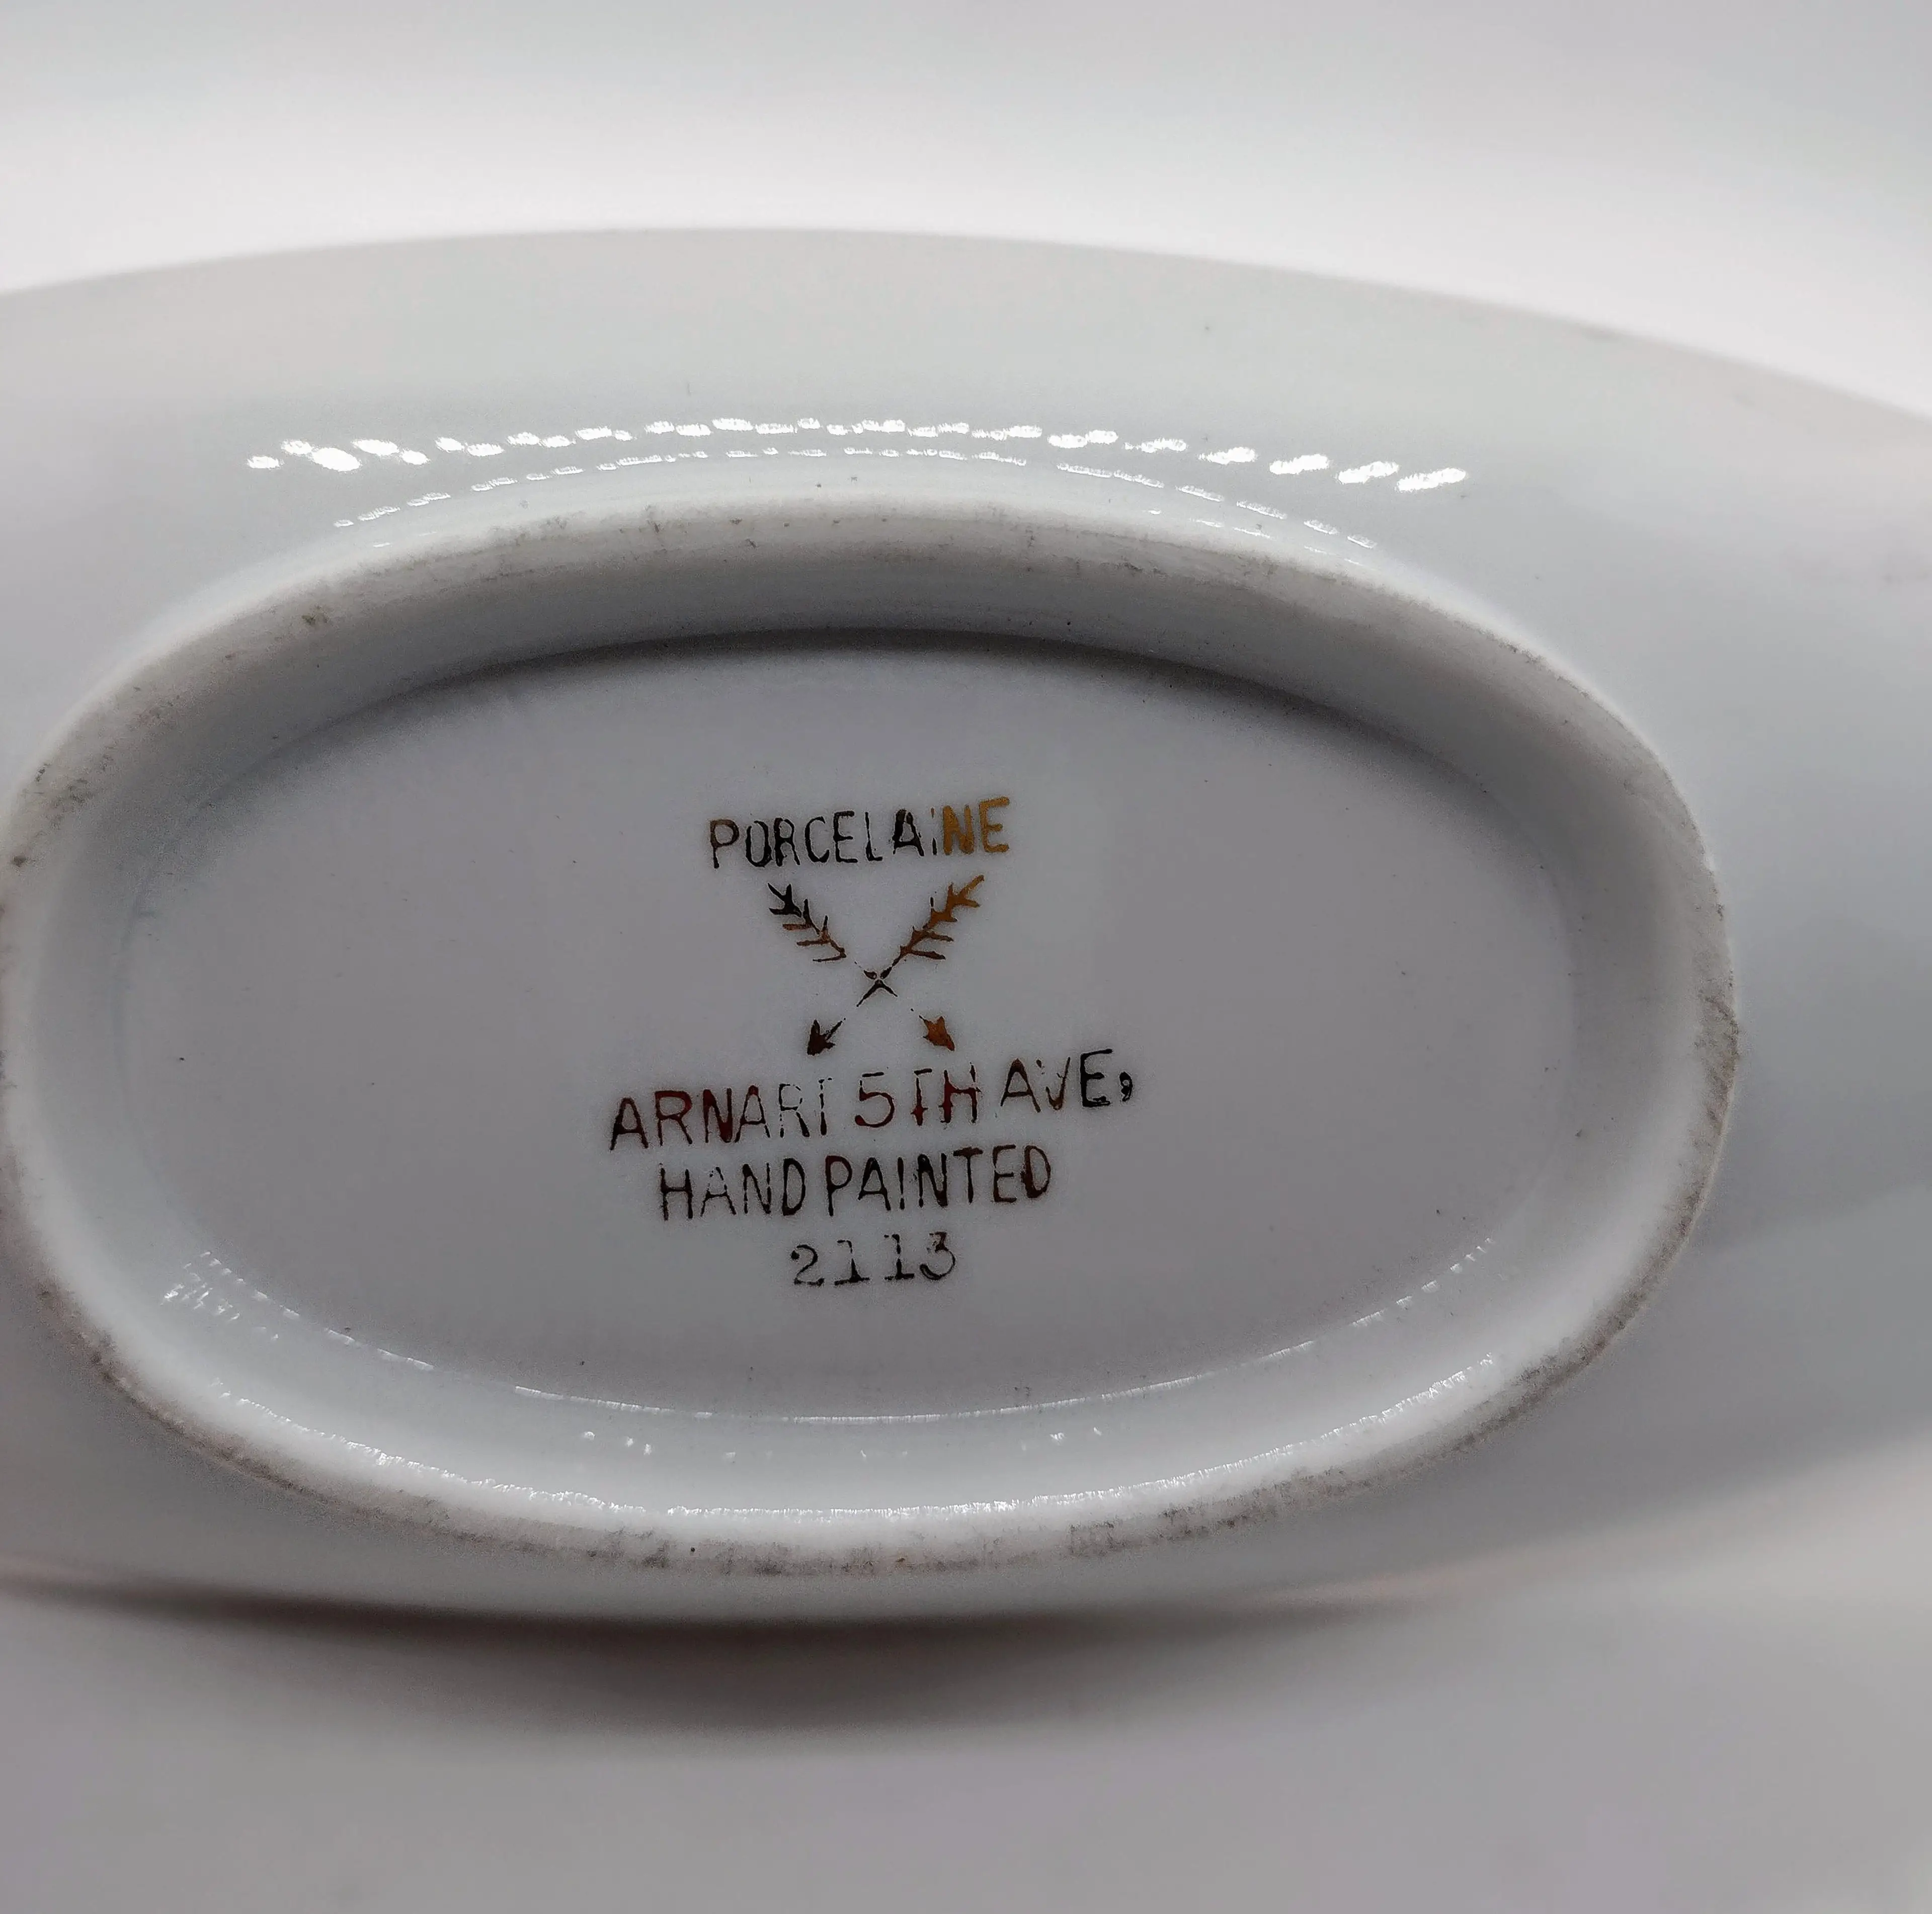 PORCELAINE
ARNART 5TH AVE,
HAND PAINTED
2113